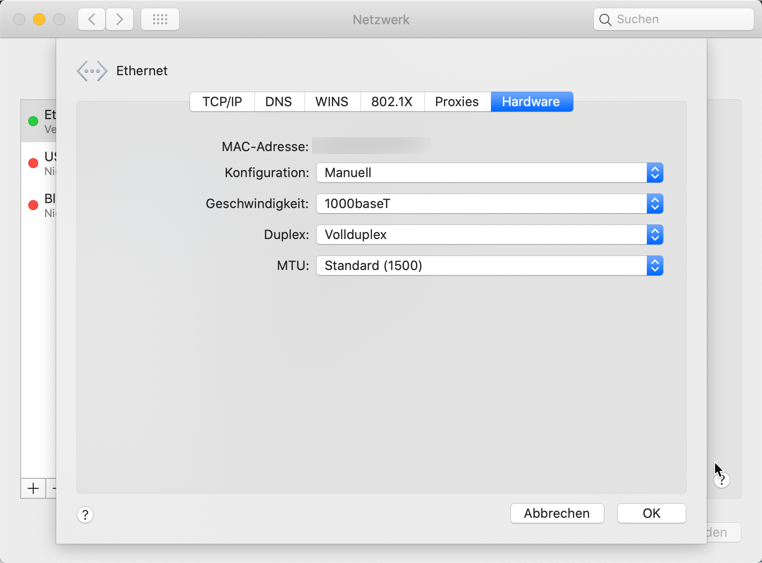 Netzwerk
Suchen
Ethernet
TCP/IP DNS WINS 802.1X Proxies Hardware
MAC-Adresse:
Konfiguration: Manuell
Geschwindigkeit: 1000baseT
Duplex: Vollduplex
MTU: Standard (1500)
Et
Ve
US
Ni
Bl
Ni
+ -
?
? Abbrechen OK
den